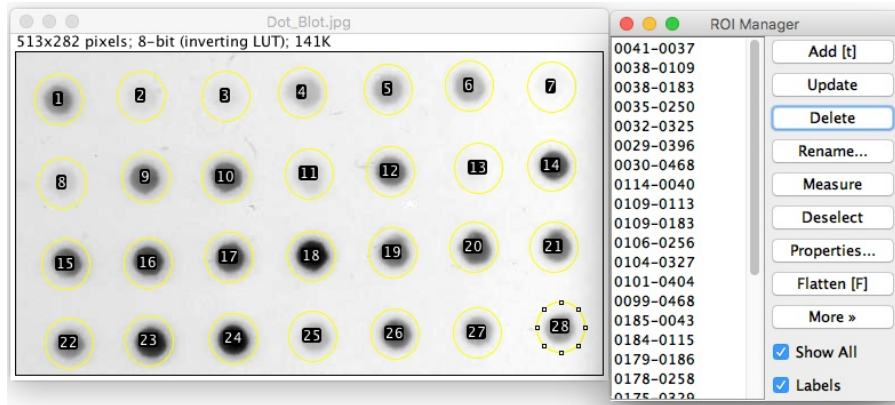 Dot_Blot.jpg
513x282 pixels; 8-bit (inverting LUT); 141K
1 2 3 4 5 6 7
8 9 10 11 12 13 14
15 16 17 18 19 20 21
22 23 24 25 26 27 28
ROI Manager
0041-0037
0038-0109
0038-0183
0035-0250
0032-0325
0029-0396
0030-0468
0114-0040
0109-0113
0109-0183
0106-0256
0104-0327
0101-0404
0099-0468
0185-0043
0184-0115
0179-0186
0178-0258
0175-0329
Add [t]
Update
Delete
Rename...
Measure
Deselect
Properties...
Flatten [F]
More »
Show All
Labels